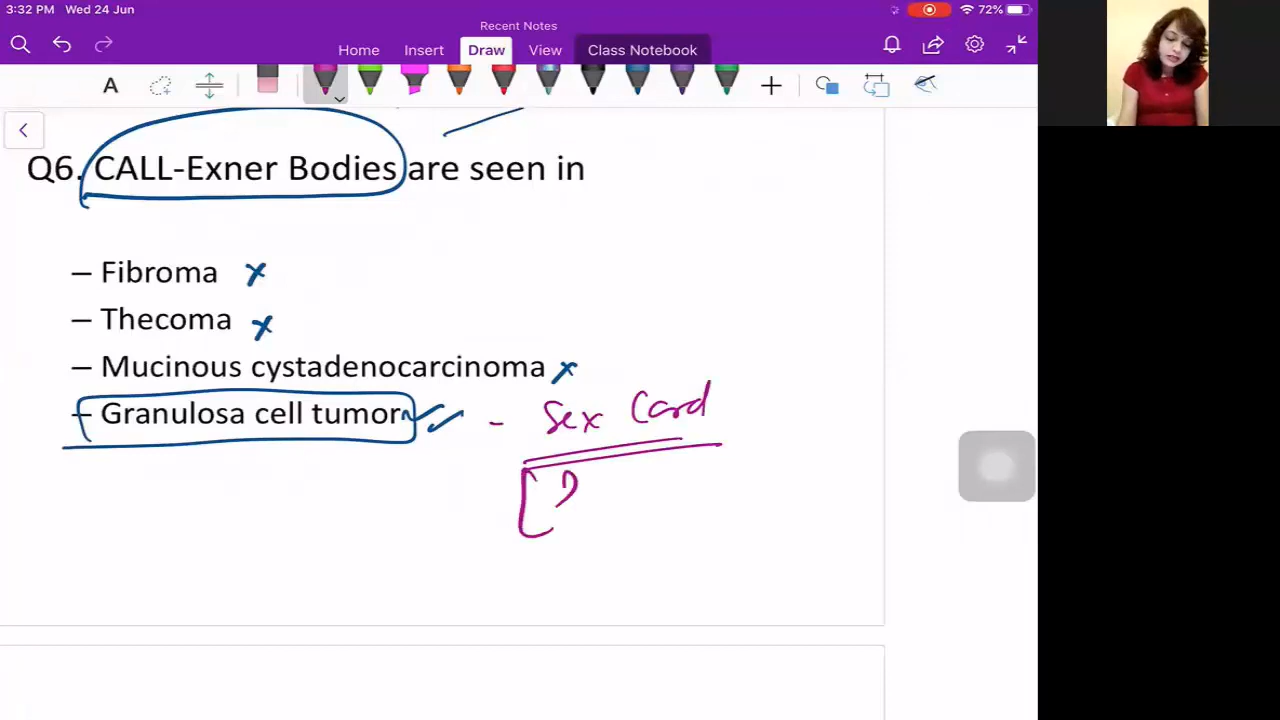 3:32 PM Wed 24 Jun
72%
Recent Notes
Home Insert Draw View Class Notebook
A
Q6. CALL-Exner Bodies are seen in
– Fibroma x
– Thecoma x
– Mucinous cystadenocarcinoma x
– Granulosa cell tumor - Sex Cord